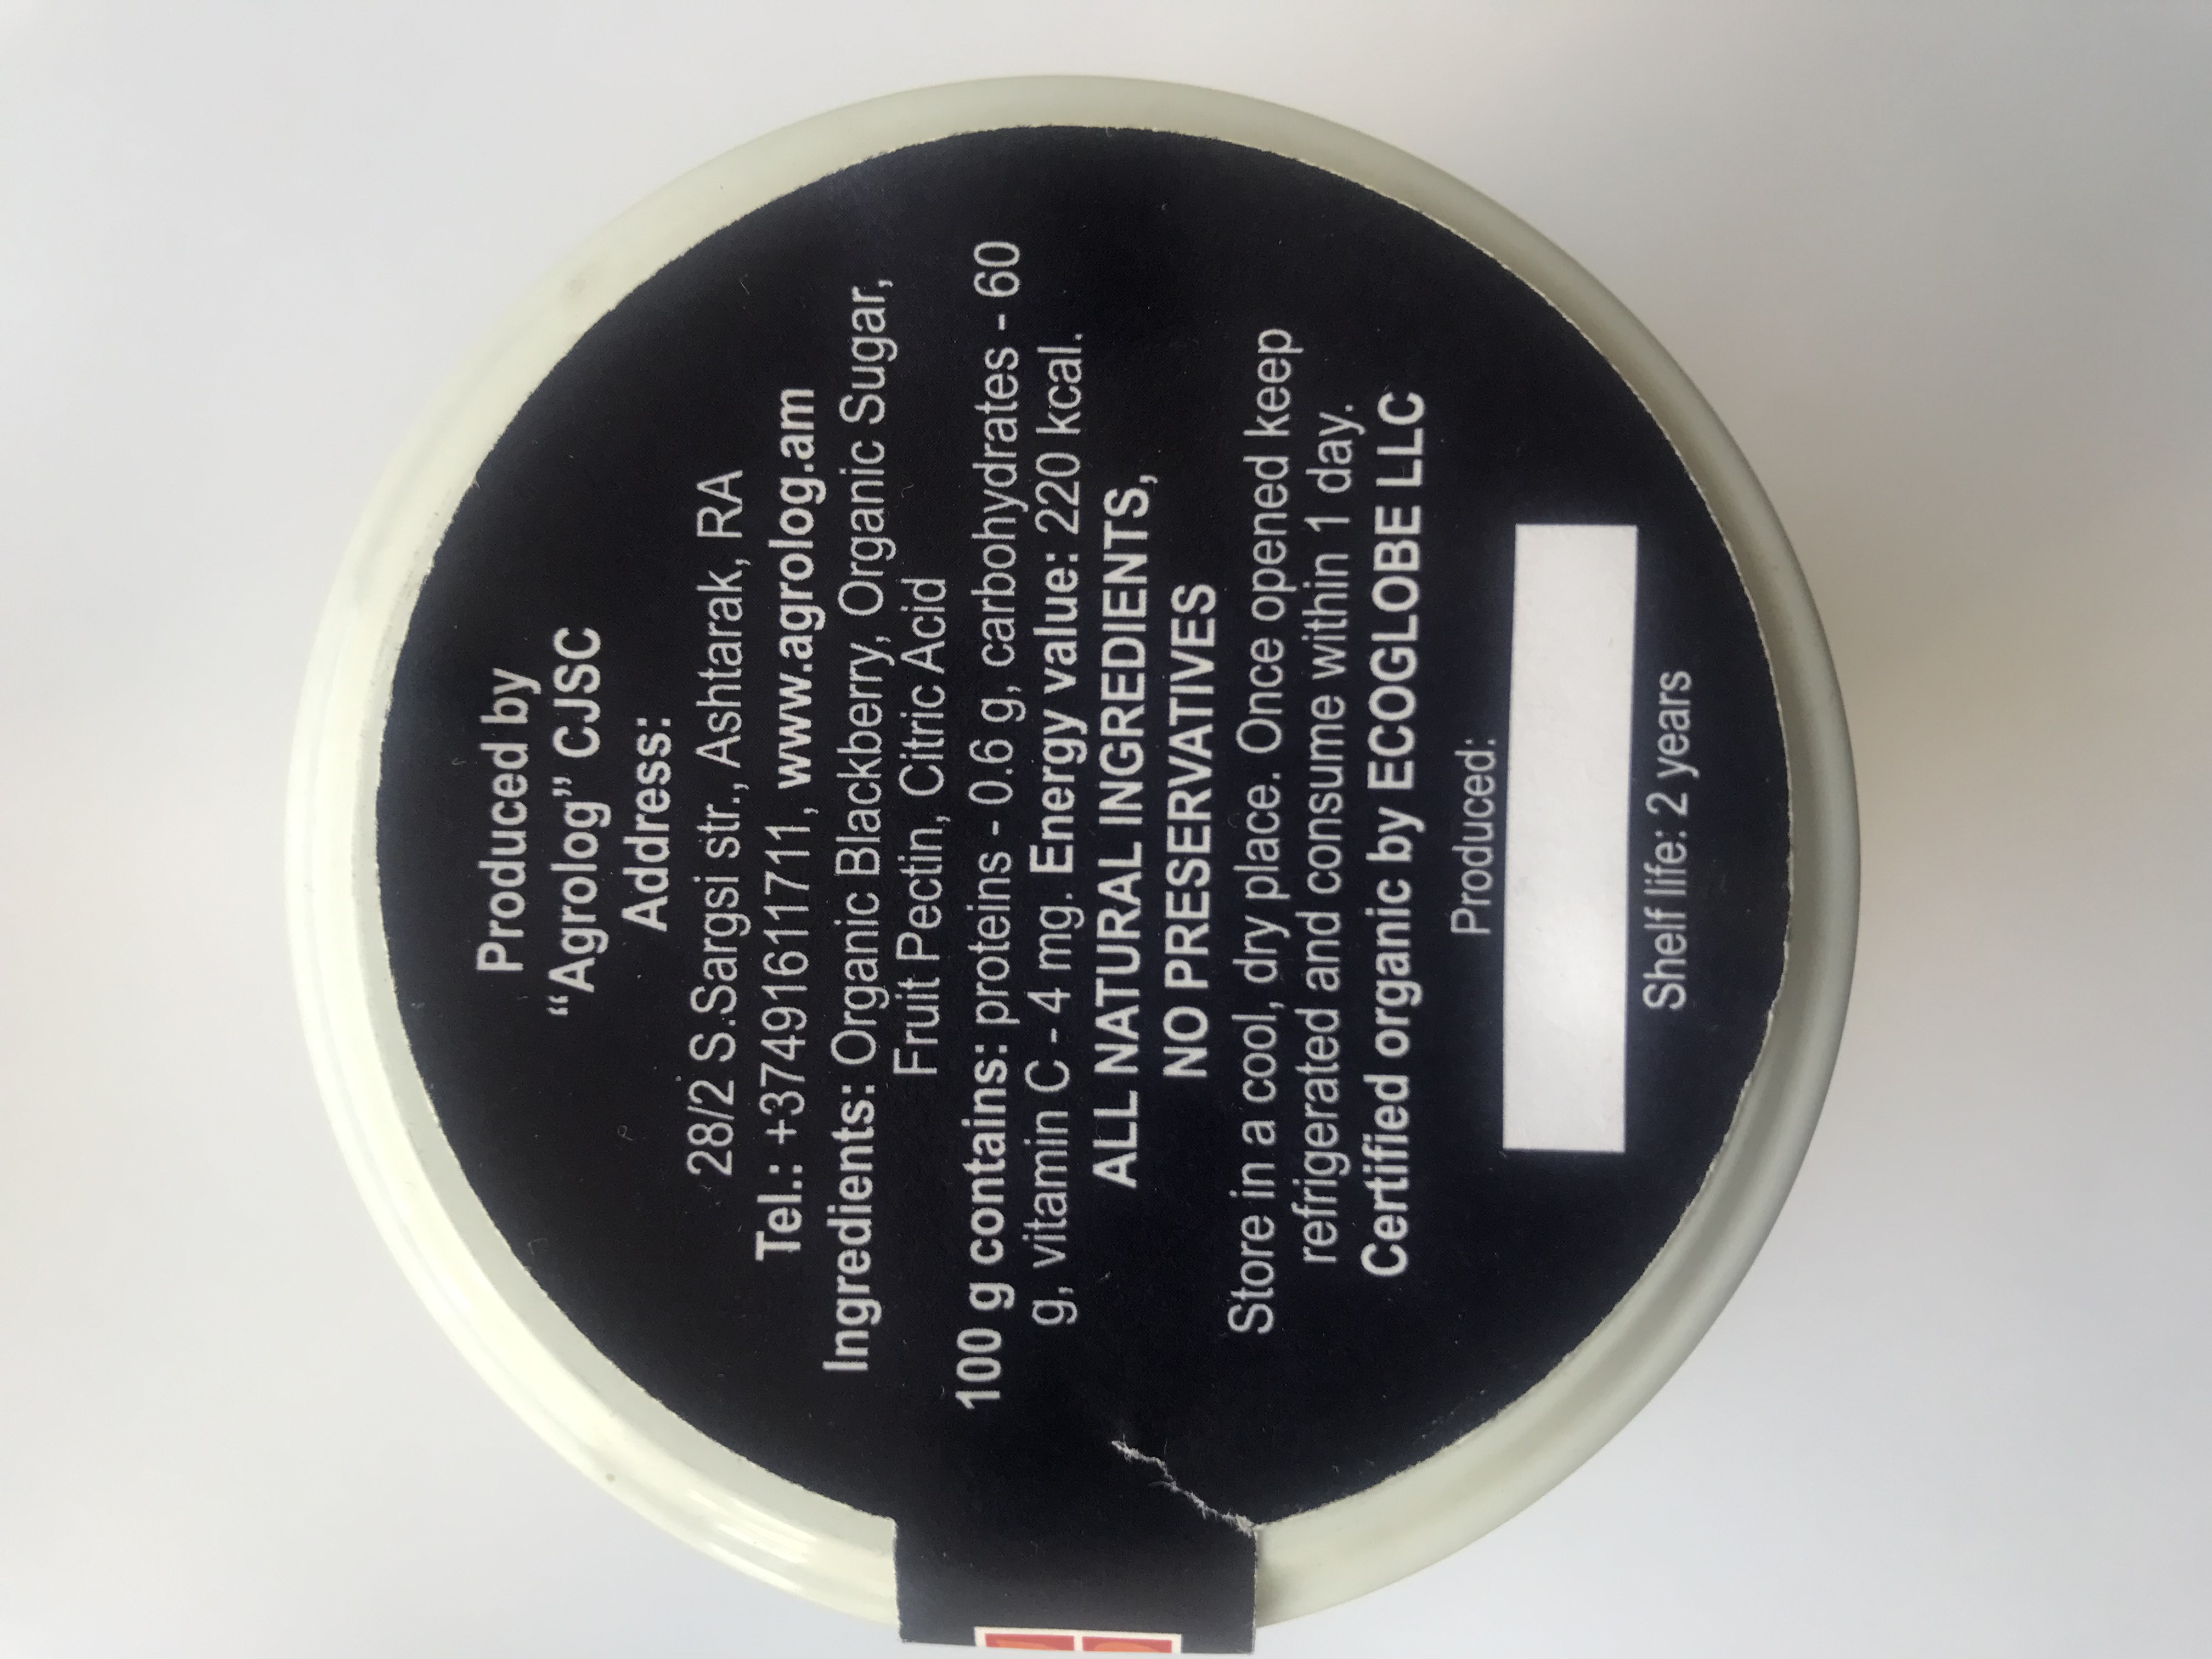 Produced by
“Agrolog” CJSC
Address:
28/2 S.Sargsi str., Ashtarak, RA
Tel.: +37491611711, www.agrolog.am
Ingredients: Organic Blackberry, Organic Sugar,
Fruit Pectin, Citric Acid
100 g contains: proteins - 0.6 g, carbohydrates - 60
g, vitamin C - 4 mg. Energy value: 220 kcal.
ALL NATURAL INGREDIENTS,
NO PRESERVATIVES
Store in a cool, dry place. Once opened keep
refrigerated and consume within 1 day.
Certified organic by ECOGLOBE LLC
Produced:
Shelf life: 2 years